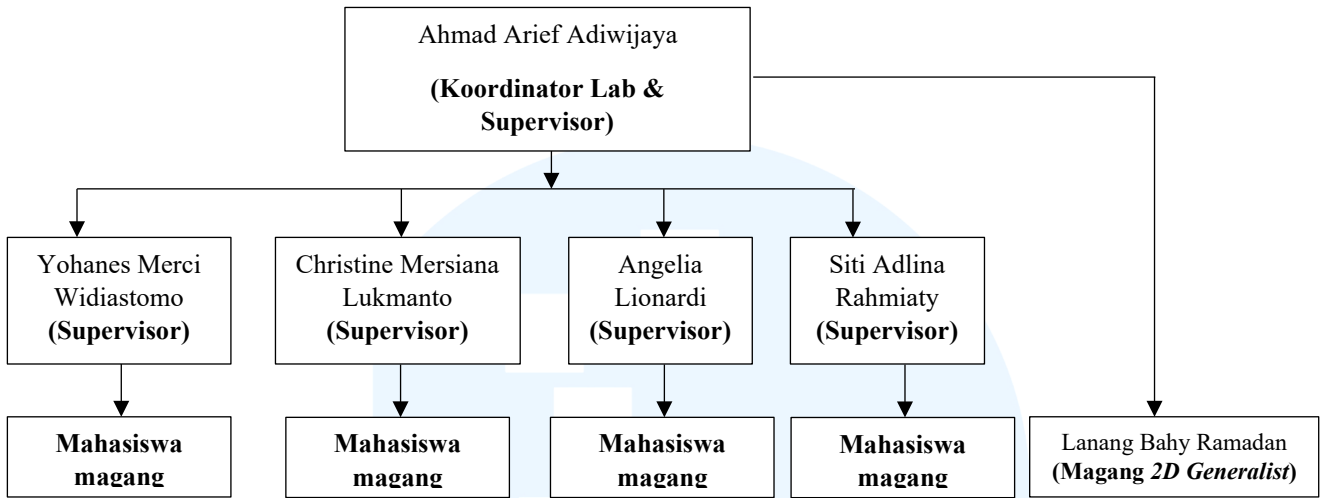 Ahmad Arief Adiwijaya
(Koordinator Lab &
Supervisor)
Yohanes Merci
Widiastomo
(Supervisor)
Christine Mersiana
Lukmanto
(Supervisor)
Angelia
Lionardi
(Supervisor)
Siti Adlina
Rahmiaty
(Supervisor)
Mahasiswa
magang
Mahasiswa
magang
Mahasiswa
magang
Mahasiswa
magang
Lanang Bahy Ramadan
(Magang 2D Generalist)